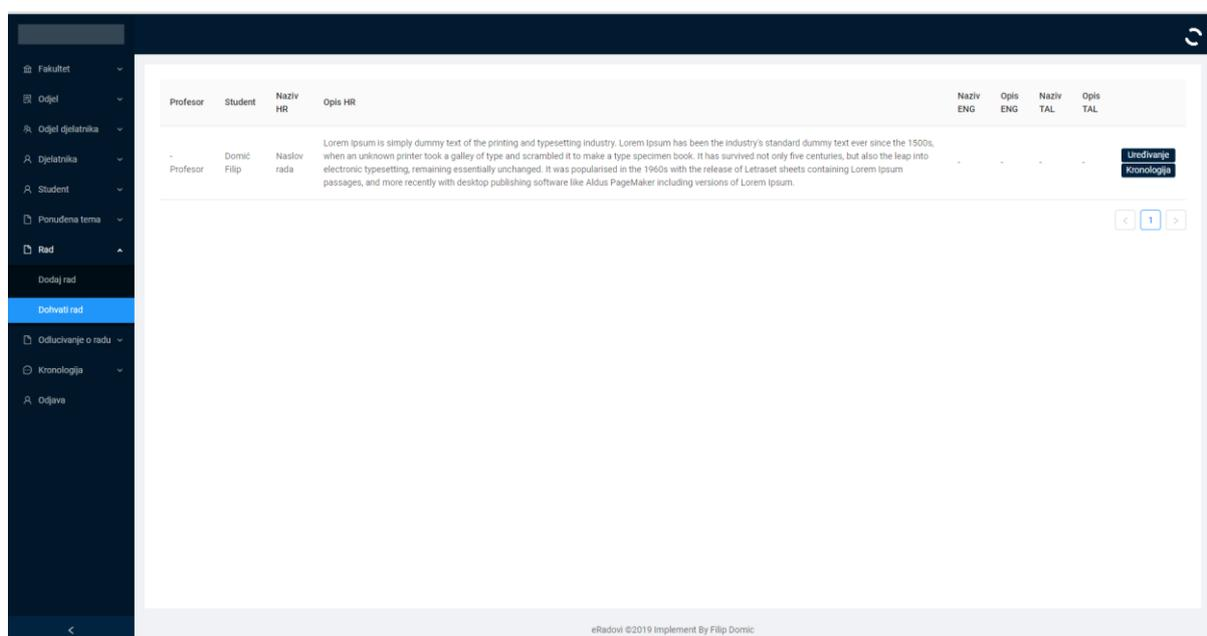 Fakultet
Odjel
Odjel djelatnika
Djelatnika
Student
Ponuđena tema
Rad
Dodaj rad
Dohvati rad
Odlucivanje o radu
Kronologija
Odjava
Profesor Student Naziv HR Opis HR Naziv ENG Opis ENG Naziv TAL Opis TAL
- Profesor
Domić Filip
Naslov rada
Lorem Ipsum is simply dummy text of the printing and typesetting industry. Lorem Ipsum has been the industry's standard dummy text ever since the 1500s,
when an unknown printer took a galley of type and scrambled it to make a type specimen book. It has survived not only five centuries, but also the leap into
electronic typesetting, remaining essentially unchanged. It was popularised in the 1960s with the release of Letraset sheets containing Lorem Ipsum
passages, and more recently with desktop publishing software like Aldus PageMaker including versions of Lorem Ipsum.
- - - -
Uređivanje
Kronologija
< 1 >
eRadovi ©2019 Implement By Filip Domic